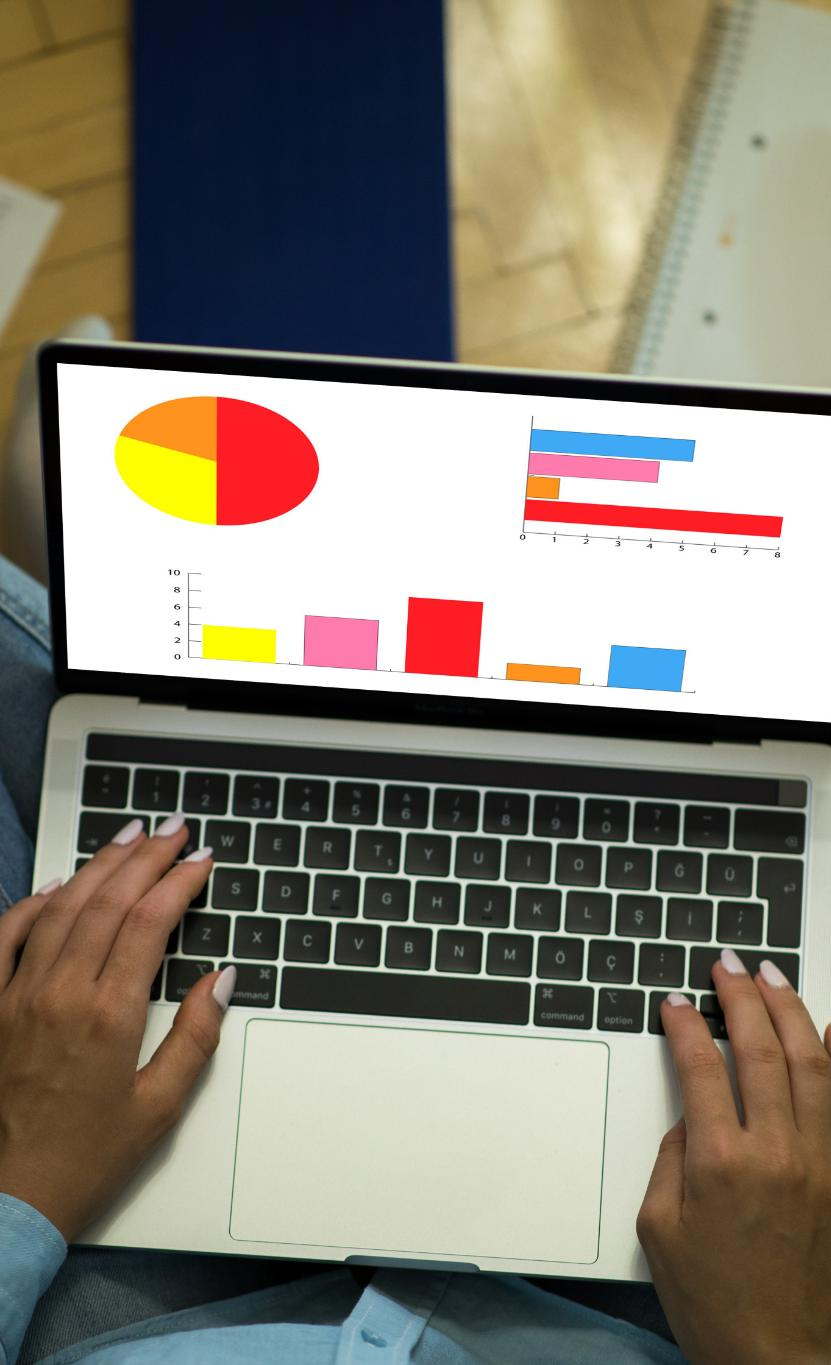 0 1 2 3 4 5 6 7 8
10
8
6
4
2
0
1 2 3 4 5 6 7 8 9 0
W E R T Y U I O P Ğ Ü
S D F G H J K L Ş İ
Z X C V B N M Ö Ç
command command option